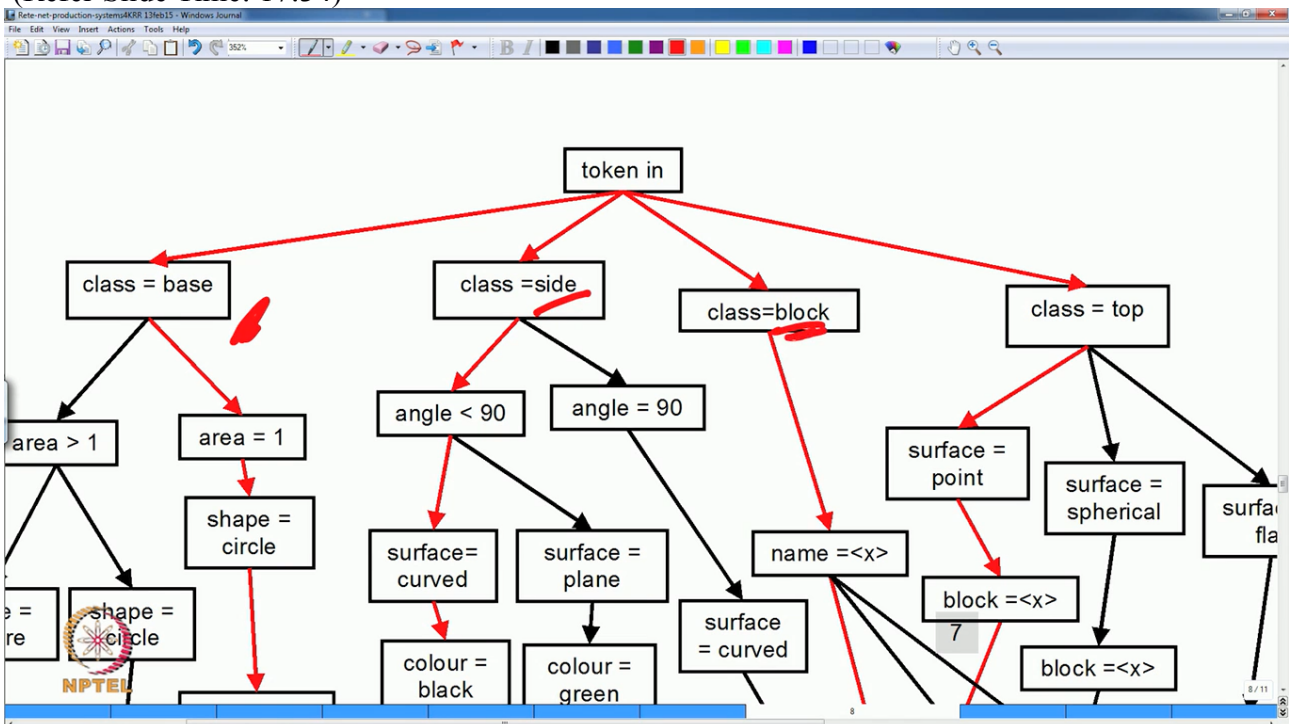 Rete-net-production-systems4KRR 13feb15 - Windows Journal
File Edit View Insert Actions Tools Help
352%
token in
class = base
class =side
class=block
class = top
area > 1
area = 1
angle < 90
angle = 90
surface =
point
surface =
spherical
shape =
circle
surface=
curved
surface =
plane
name =<x>
block =<x>
7
shape =
circle
surface
= curved
colour =
black
colour =
green
block =<x>
NPTEL
8
8 / 11